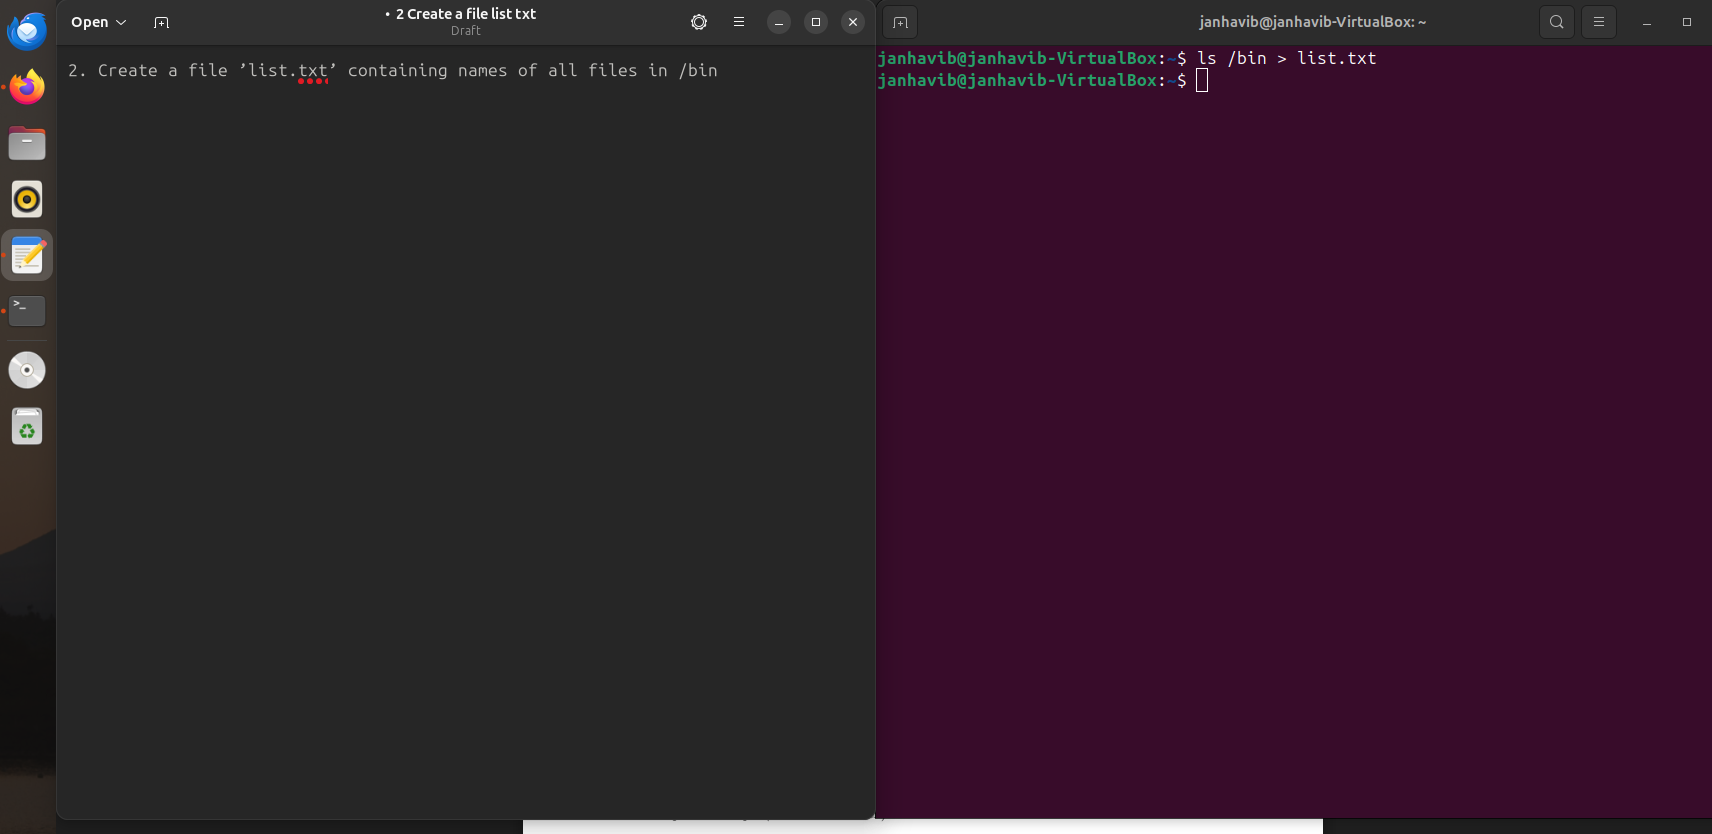 Open
• 2 Create a file list txt
Draft
2. Create a file ’list.txt’ containing names of all files in /bin
janhavib@janhavib-VirtualBox: ~
janhavib@janhavib-VirtualBox:~$ ls /bin > list.txt
janhavib@janhavib-VirtualBox:~$